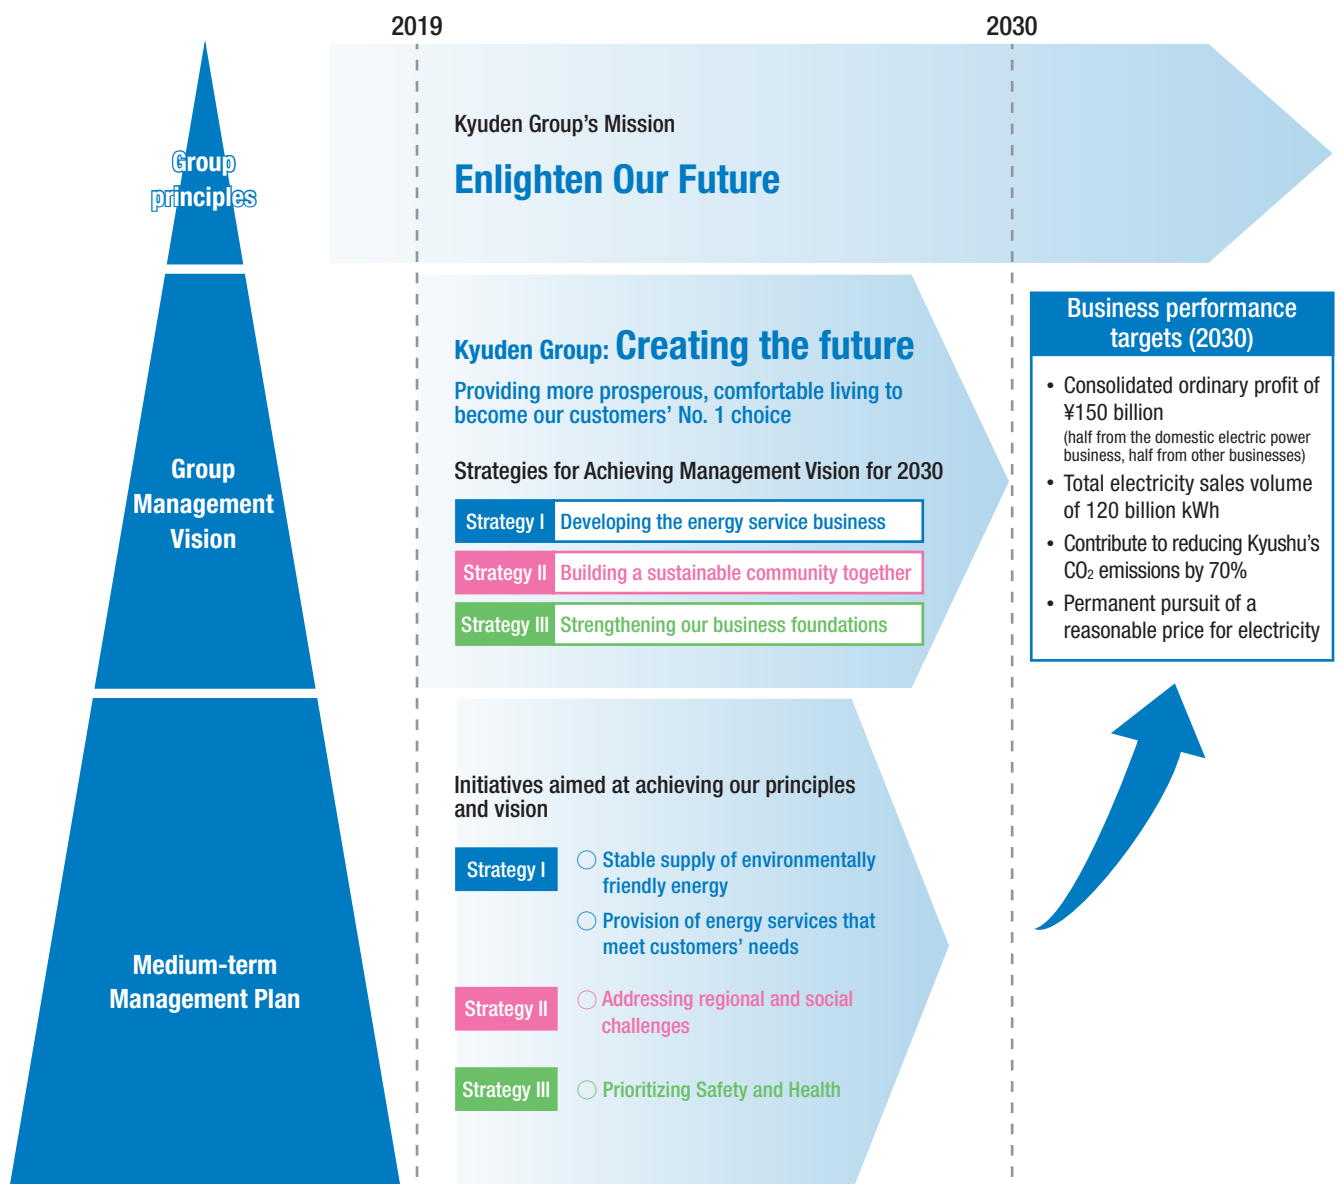 2019
2030
Group
principles
Kyuden Group’s Mission
Enlighten Our Future
Group
Management
Vision
Kyuden Group: Creating the future
Providing more prosperous, comfortable living to
become our customers’ No. 1 choice
Strategies for Achieving Management Vision for 2030
Strategy I Developing the energy service business
Strategy II Building a sustainable community together
Strategy III Strengthening our business foundations
Business performance
targets (2030)
• Consolidated ordinary profit of
¥150 billion
(half from the domestic electric power
business, half from other businesses)
• Total electricity sales volume
of 120 billion kWh
• Contribute to reducing Kyushu’s
CO₂ emissions by 70%
• Permanent pursuit of a
reasonable price for electricity
Medium-term
Management Plan
Initiatives aimed at achieving our principles
and vision
Strategy I
○ Stable supply of environmentally
friendly energy
○ Provision of energy services that
meet customers’ needs
Strategy II
○ Addressing regional and social
challenges
Strategy III
○ Prioritizing Safety and Health